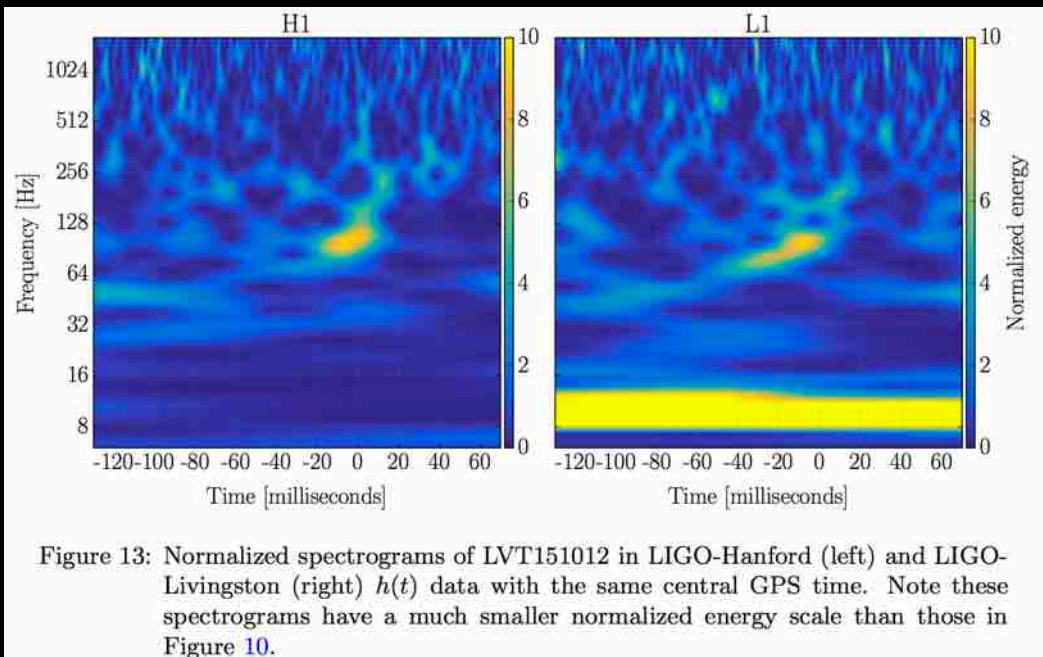 H1
L1
1024
512
256
128
64
32
16
8
Frequency [Hz]
-120-100 -80 -60 -40 -20 0 20 40 60
Time [milliseconds]
10
8
6
4
2
0
-120-100 -80 -60 -40 -20 0 20 40 60
Time [milliseconds]
10
8
6
4
2
0
Normalized energy
Figure 13: Normalized spectrograms of LVT151012 in LIGO-Hanford (left) and LIGO-
Livingston (right) h(t) data with the same central GPS time. Note these
spectrograms have a much smaller normalized energy scale than those in
Figure 10.